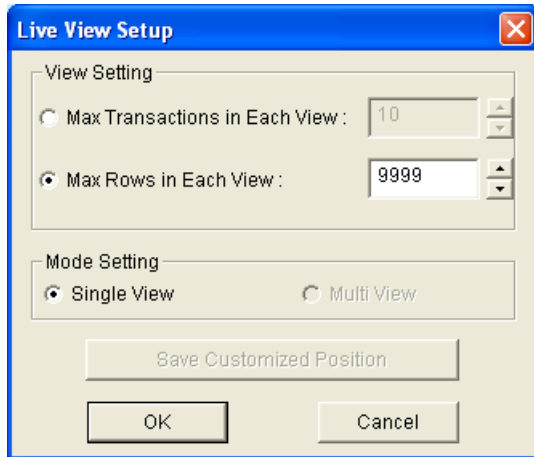 Live View Setup
View Setting
Max Transactions in Each View : 10
Max Rows in Each View : 9999
Mode Setting
Single View Multi View
Save Customized Position
OK Cancel